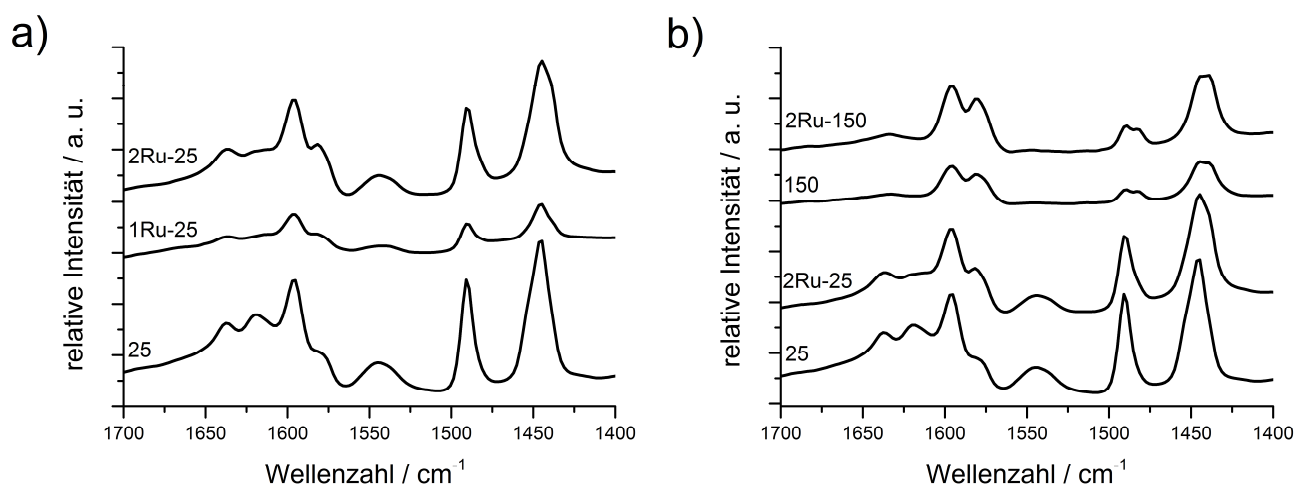 a)
relative Intensität / a. u.
2Ru-25
1Ru-25
25
1700 1650 1600 1550 1500 1450 1400
Wellenzahl / cm⁻¹
b)
relative Intensität / a. u.
2Ru-150
150
2Ru-25
25
1700 1650 1600 1550 1500 1450 1400
Wellenzahl / cm⁻¹